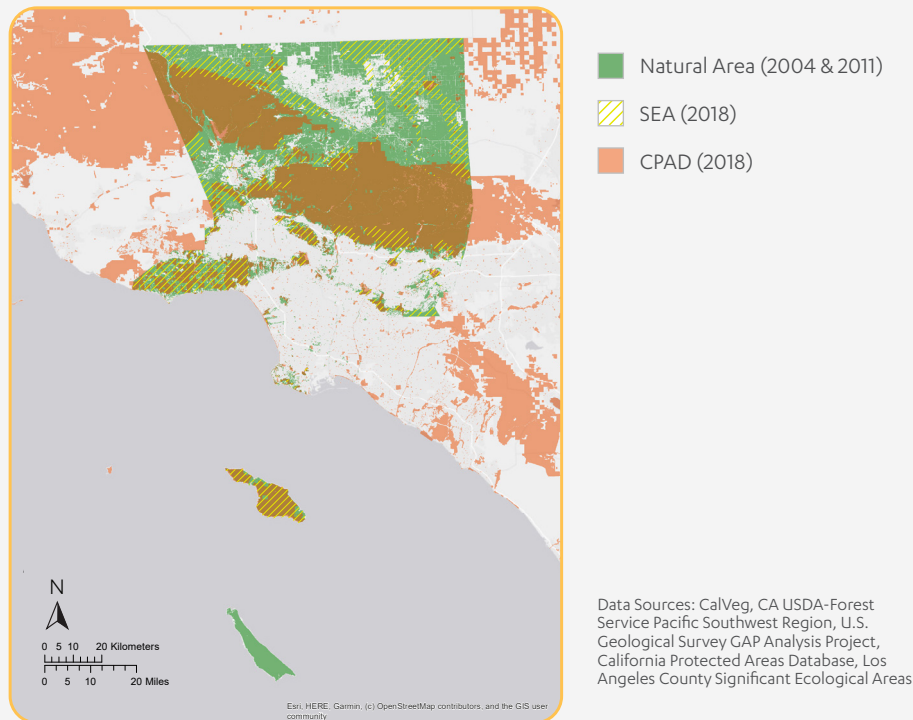 Natural Area (2004 & 2011)
SEA (2018)
CPAD (2018)
N
0 5 10 20 Kilometers
0 5 10 20 Miles
Esri, HERE, Garmin, (c) OpenStreetMap contributors, and the GIS user
community
Data Sources: CalVeg, CA USDA-Forest
Service Pacific Southwest Region, U.S.
Geological Survey GAP Analysis Project,
California Protected Areas Database, Los
Angeles County Significant Ecological Areas